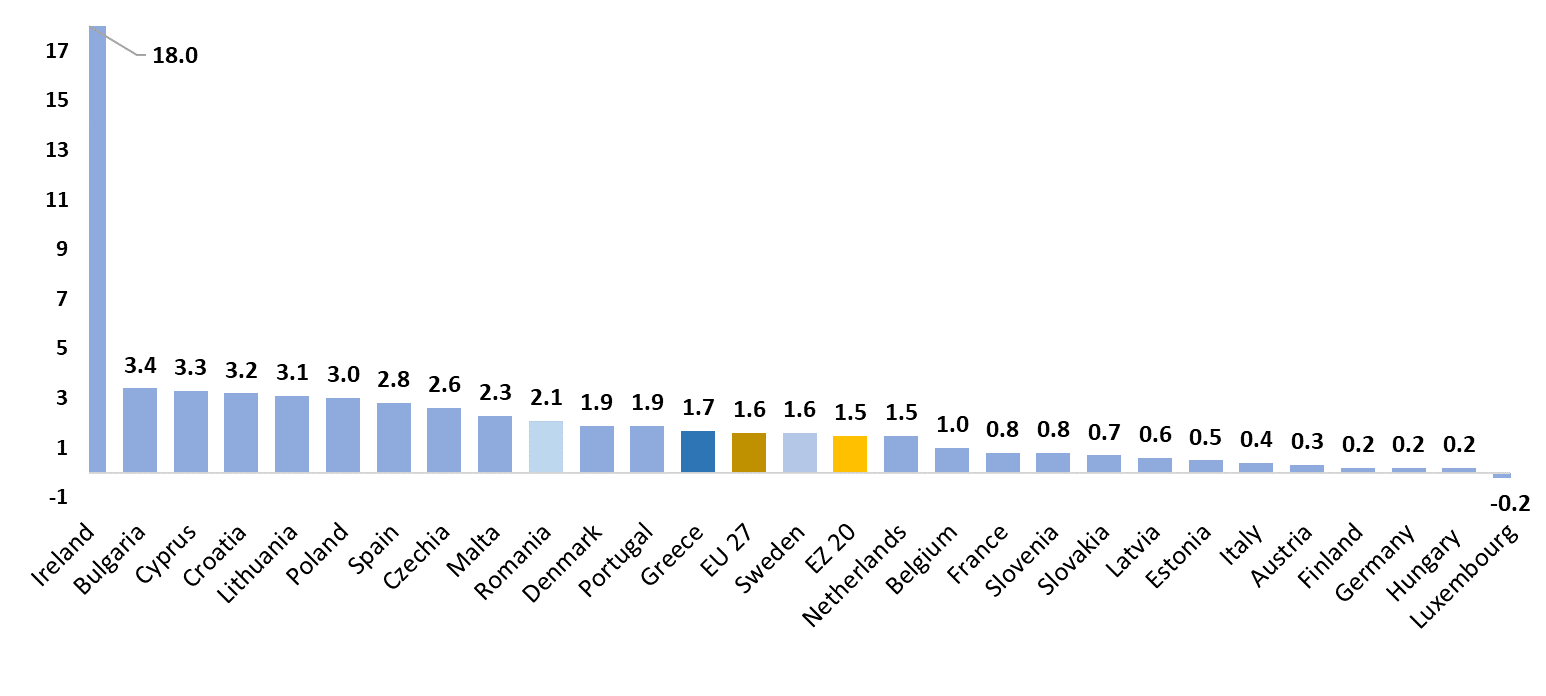 17
15
13
11
9
7
5
3
1
-1
18.0
3.4 3.3 3.2 3.1 3.0 2.8 2.6 2.3 2.1 1.9 1.9 1.7 1.6 1.6 1.5 1.5 1.0 0.8 0.8 0.7 0.6 0.5 0.4 0.3 0.2 0.2 0.2 -0.2
Ireland
Bulgaria
Cyprus
Croatia
Lithuania
Poland
Spain
Czechia
Malta
Romania
Denmark
Portugal
Greece
EU 27
Sweden
EZ 20
Netherlands
Belgium
France
Slovenia
Slovakia
Latvia
Estonia
Italy
Austria
Finland
Germany
Hungary
Luxembourg